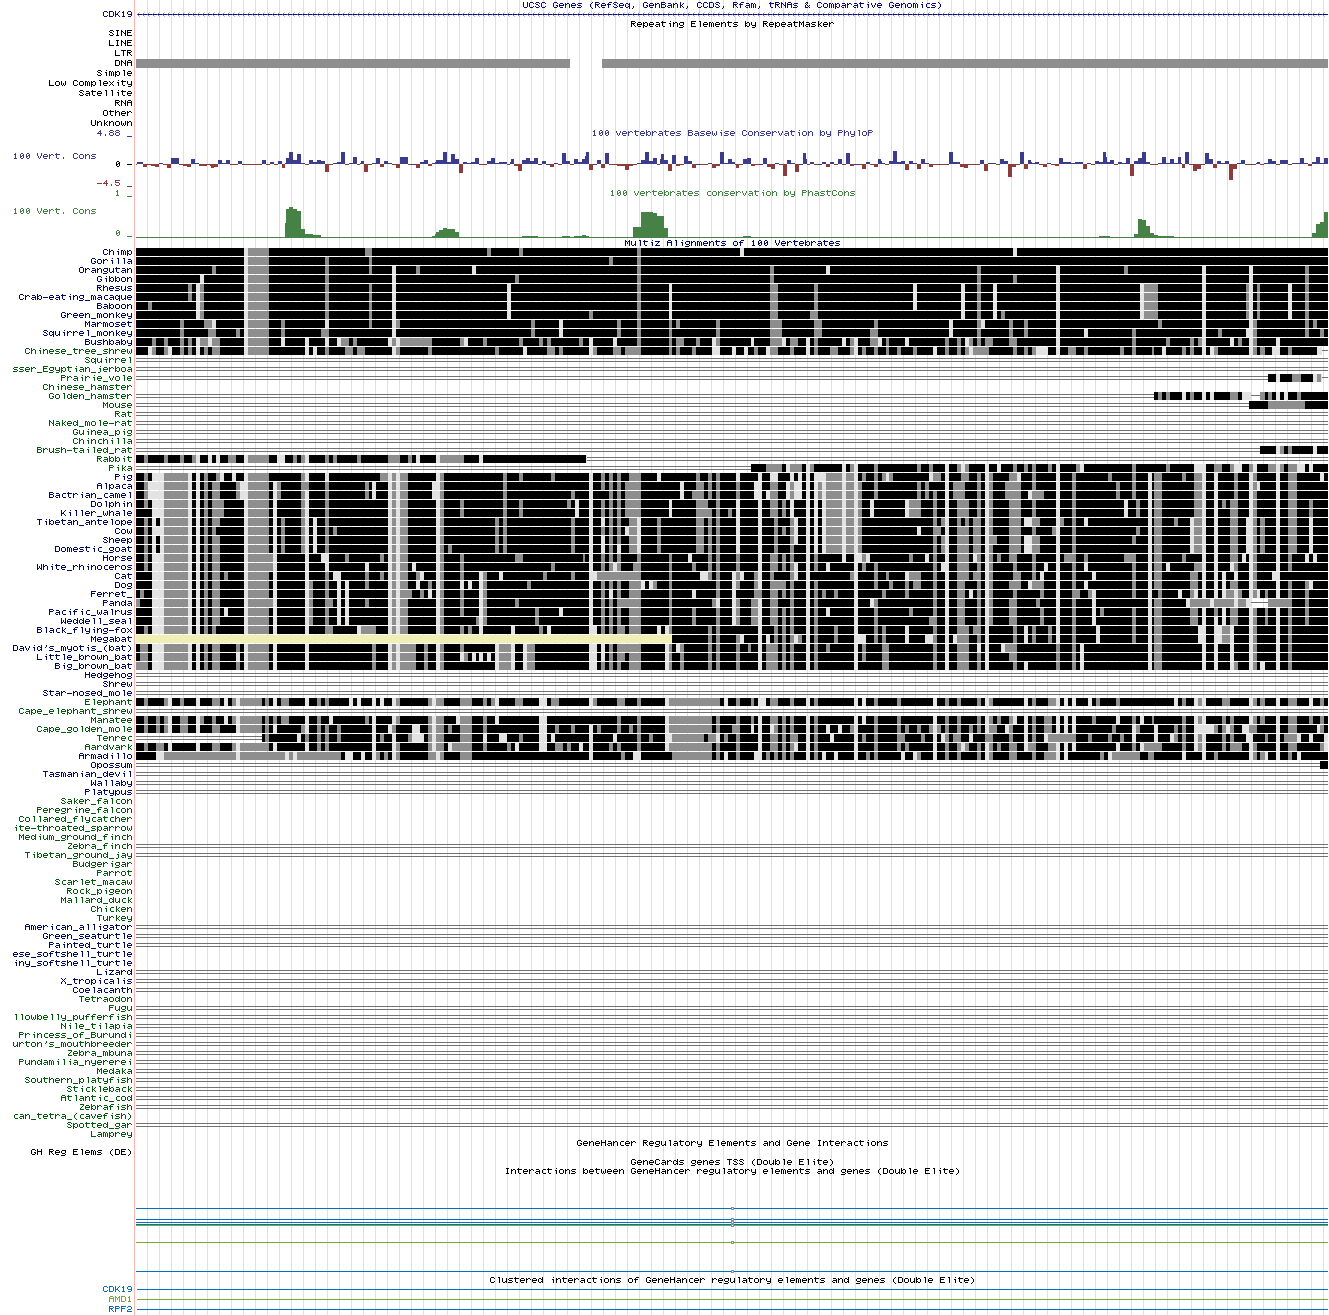 UCSC Genes (RefSeq, GenBank, CCDS, Rfam, tRNAs & Comparative Genomics)
CDK19
Repeating Elements by RepeatMasker
SINE
LINE
LTR
DNA
Simple
Low Complexity
Satellite
RNA
Other
Unknown
4.88 _
100 vertebrates Basewise Conservation by PhyloP
100 Vert. Cons
0 _
-4.5 _
1 _
100 vertebrates conservation by PhastCons
100 Vert. Cons
0 _
Multiz Alignments of 100 Vertebrates
Chimp
Gorilla
Orangutan
Gibbon
Rhesus
Crab-eating_macaque
Baboon
Green_monkey
Marmoset
Squirrel_monkey
Bushbaby
Chinese_tree_shrew
Squirrel
sser_Egyptian_jerboa
Prairie_vole
Chinese_hamster
Golden_hamster
Mouse
Rat
Naked_mole-rat
Guinea_pig
Chinchilla
Brush-tailed_rat
Rabbit
Pika
Pig
Alpaca
Bactrian_camel
Dolphin
Killer_whale
Tibetan_antelope
Cow
Sheep
Domestic_goat
Horse
White_rhinoceros
Cat
Dog
Ferret_
Panda
Pacific_walrus
Weddell_seal
Black_flying-fox
Megabat
David's_myotis_(bat)
Little_brown_bat
Big_brown_bat
Hedgehog
Shrew
Star-nosed_mole
Elephant
Cape_elephant_shrew
Manatee
Cape_golden_mole
Tenrec
Aardvark
Armadillo
Opossum
Tasmanian_devil
Wallaby
Platypus
Saker_falcon
Peregrine_falcon
Collared_flycatcher
ite-throated_sparrow
Medium_ground_finch
Zebra_finch
Tibetan_ground_jay
Budgerigar
Parrot
Scarlet_macaw
Rock_pigeon
Mallard_duck
Chicken
Turkey
American_alligator
Green_seaturtle
Painted_turtle
ese_softshell_turtle
iny_softshell_turtle
Lizard
X_tropicalis
Coelacanth
Tetraodon
Fugu
llowbelly_pufferfish
Nile_tilapia
Princess_of_Burundi
urton's_mouthbreeder
Zebra_mbuna
Pundamilia_nyererei
Medaka
Southern_platyfish
Stickleback
Atlantic_cod
Zebrafish
can_tetra_(cavefish)
Spotted_gar
Lamprey
GeneHancer Regulatory Elements and Gene Interactions
GH Reg Elems (DE)
GeneCards genes TSS (Double Elite)
Interactions between GeneHancer regulatory elements and genes (Double Elite)
Clustered interactions of GeneHancer regulatory elements and genes (Double Elite)
CDK19
AMD1
RPF2